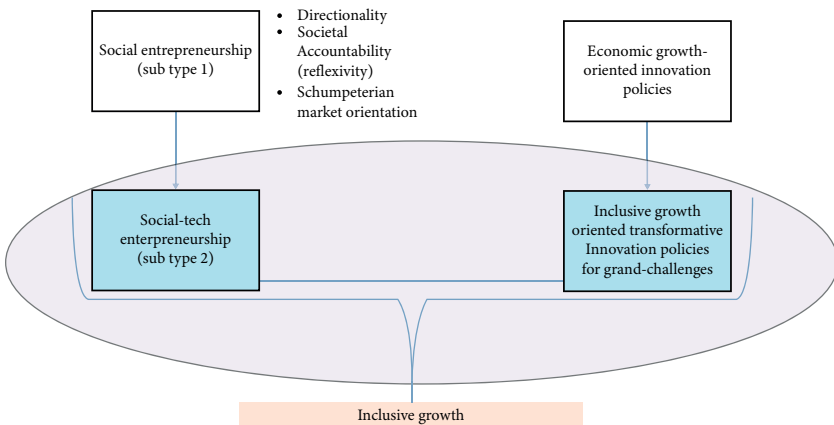 Social entrepreneurship
(sub type 1)
• Directionality
• Societal
Accountability
(reflexivity)
• Schumpeterian
market orientation
Economic growth-
oriented innovation
policies
Social-tech
enterpreneurship
(sub type 2)
Inclusive growth
oriented transformative
Innovation policies
for grand-challenges
Inclusive growth